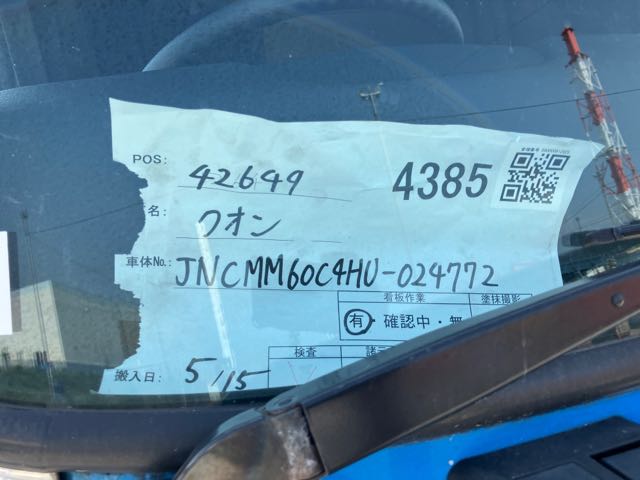 POS: 42649
4385
名: クオン
車体No.: JNCMM60C4HU-024772
看板作業 塗抹撮影
有・確認中・無
検査
搬入日: 5/15